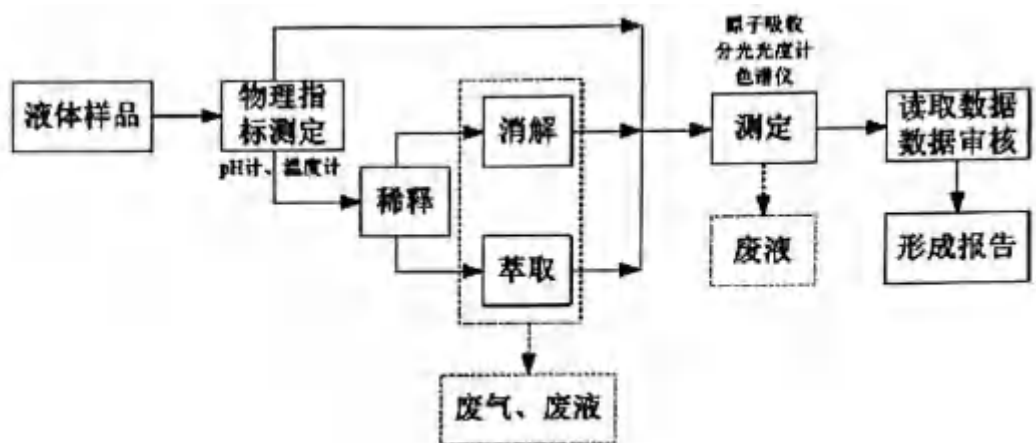 原子吸收
分光光度计
色谱仪
液体样品
物理指
标测定
pH计、温度计
消解
测定
读取数据
数据审核
稀释
萃取
废液
形成报告
废气、废液